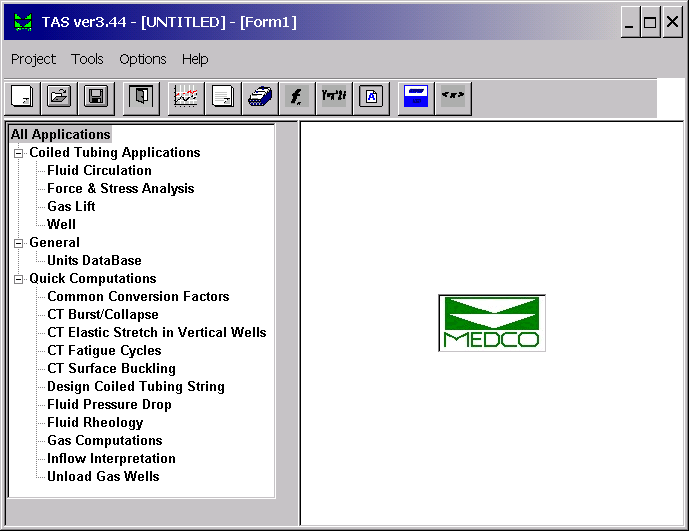 TAS ver3.44 - [UNTITLED] - [Form1]
Project Tools Options Help
All Applications
Coiled Tubing Applications
Fluid Circulation
Force & Stress Analysis
Gas Lift
Well
General
Units DataBase
Quick Computations
Common Conversion Factors
CT Burst/Collapse
CT Elastic Stretch in Vertical Wells
CT Fatigue Cycles
CT Surface Buckling
Design Coiled Tubing String
Fluid Pressure Drop
Fluid Rheology
Gas Computations
Inflow Interpretation
Unload Gas Wells
MEDCO